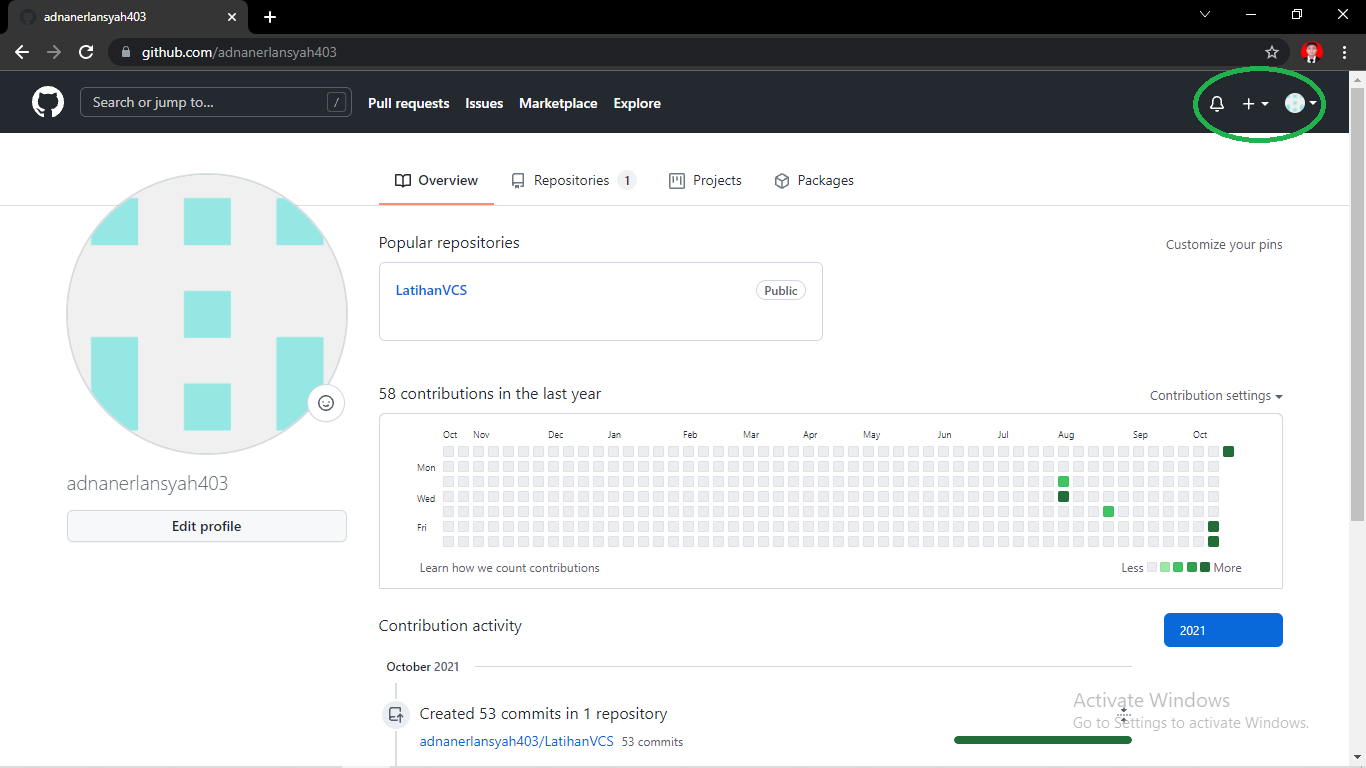 adnanerlansyah403
github.com/adnanerlansyah403
Search or jump to... /
Pull requests Issues Marketplace Explore
Overview Repositories 1 Projects Packages
Popular repositories
Customize your pins
LatihanVCS Public
58 contributions in the last year
Contribution settings
Oct Nov Dec Jan Feb Mar Apr May Jun Jul Aug Sep Oct
Mon
Wed
Fri
Learn how we count contributions
Less More
adnanerlansyah403
Edit profile
Contribution activity
2021
October 2021
Created 53 commits in 1 repository
adnanerlansyah403/LatihanVCS 53 commits
Activate Windows
Go to Settings to activate Windows.